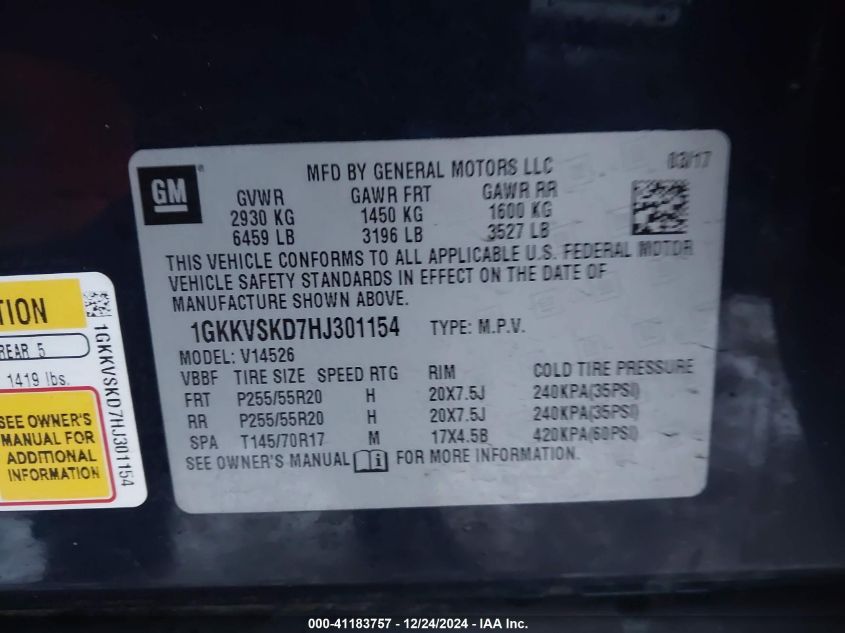 GM
MFD BY GENERAL MOTORS LLC
03/17
GVWR GAWR FRT GAWR RR
2930 KG 1450 KG 1600 KG
6459 LB 3196 LB 3527 LB
THIS VEHICLE CONFORMS TO ALL APPLICABLE U.S. FEDERAL MOTOR
VEHICLE SAFETY STANDARDS IN EFFECT ON THE DATE OF
MANUFACTURE SHOWN ABOVE.
1GKKVSKD7HJ301154 TYPE: M.P.V.
MODEL: V14526
VBBF TIRE SIZE SPEED RTG RIM COLD TIRE PRESSURE
FRT P255/55R20 H 20X7.5J 240KPA(35PSI)
RR P255/55R20 H 20X7.5J 240KPA(35PSI)
SPA T145/70R17 M 17X4.5B 420KPA(60PSI)
SEE OWNER'S MANUAL FOR MORE INFORMATION.
TION
REAR 5
1419 lbs.
SEE OWNER'S
MANUAL FOR
ADDITIONAL
INFORMATION
1GKKVSKD7HJ301154
000-41183757 - 12/24/2024 - IAA Inc.